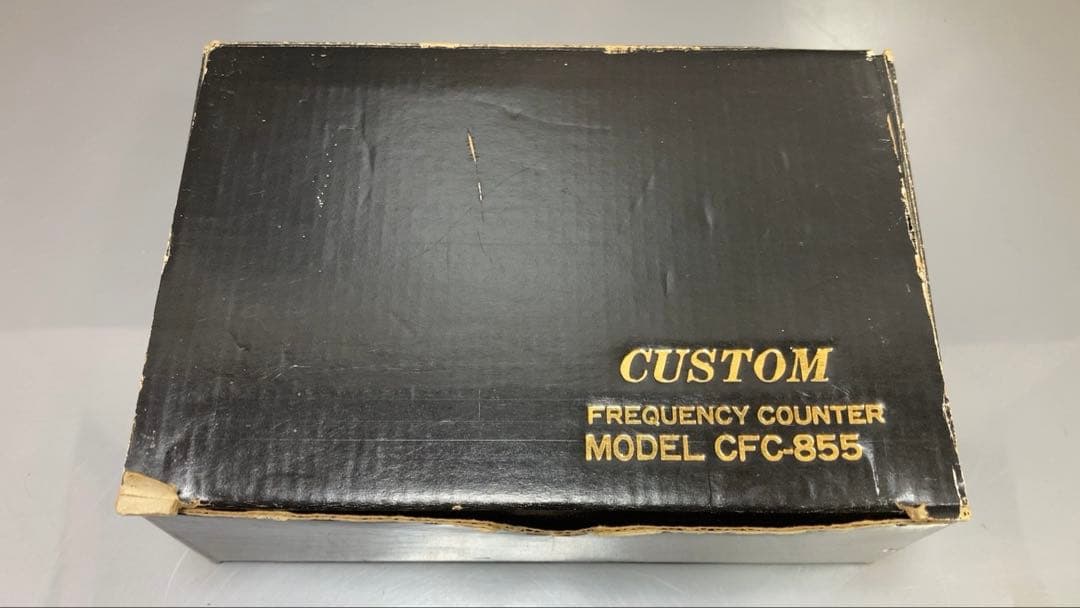 CUSTOM
FREQUENCY COUNTER
MODEL CFC-855